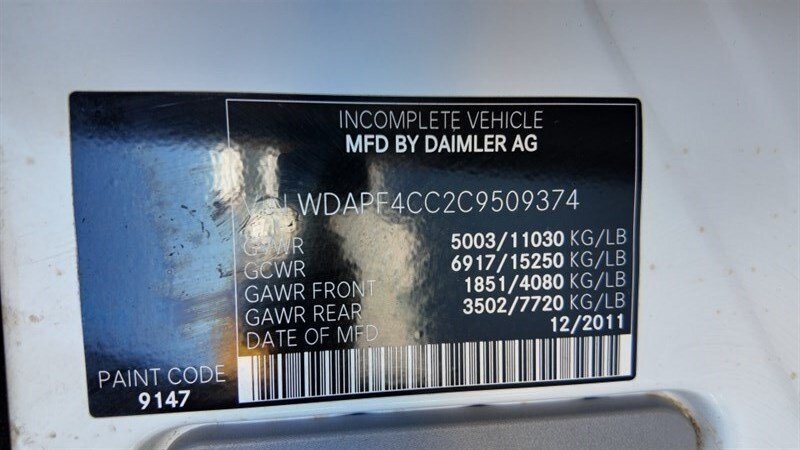 INCOMPLETE VEHICLE
MFD BY DAIMLER AG
WDAPF4CC2C9509374
GVWR 5003/11030 KG/LB
GCWR 6917/15250 KG/LB
GAWR FRONT 1851/4080 KG/LB
GAWR REAR 3502/7720 KG/LB
DATE OF MFD 12/2011
PAINT CODE
9147